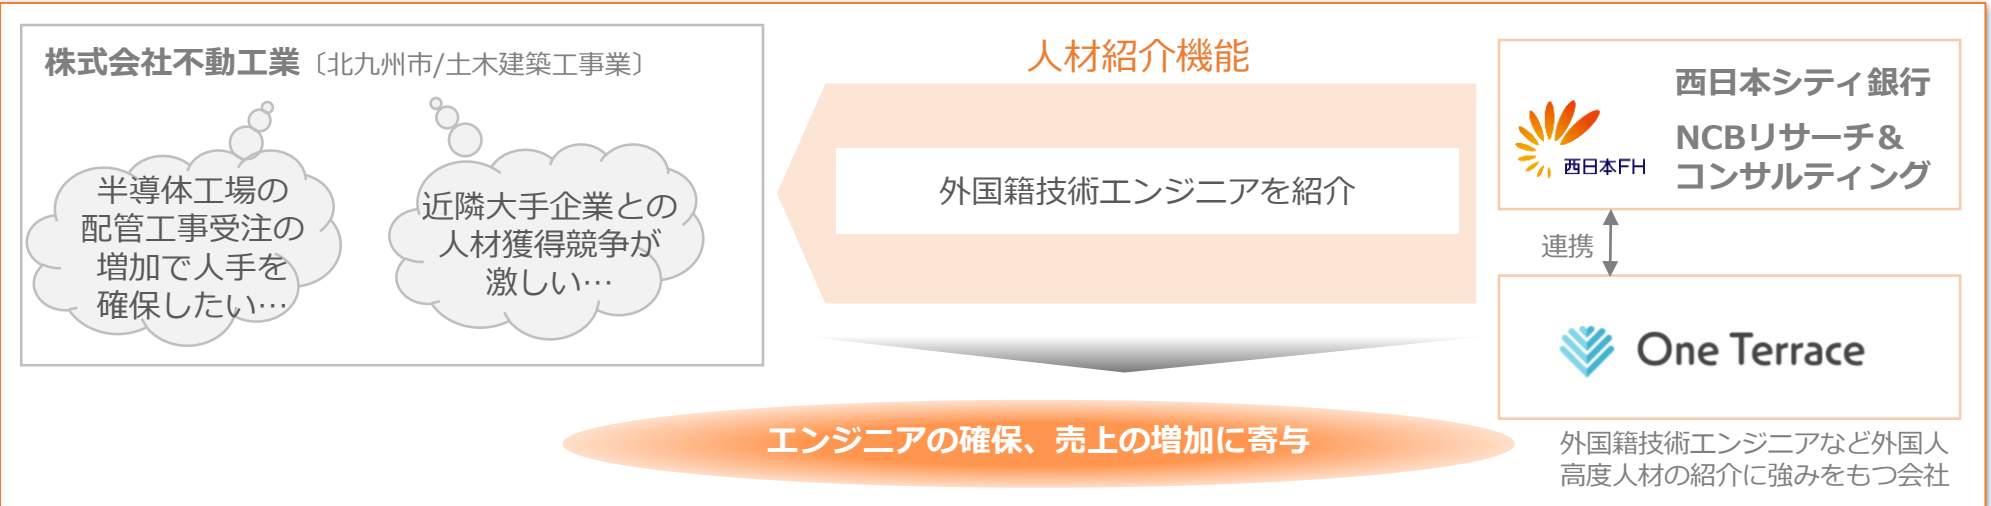 株式会社不動工業〔北九州市/土木建築工事業〕
半導体工場の
配管工事受注の
増加で人手を
確保したい…
近隣大手企業との
人材獲得競争が
激しい…
人材紹介機能
外国籍技術エンジニアを紹介
西日本FH
西日本シティ銀行
NCBリサーチ＆
コンサルティング
連携
One Terrace
外国籍技術エンジニアなど外国人
高度人材の紹介に強みをもつ会社
エンジニアの確保、売上の増加に寄与